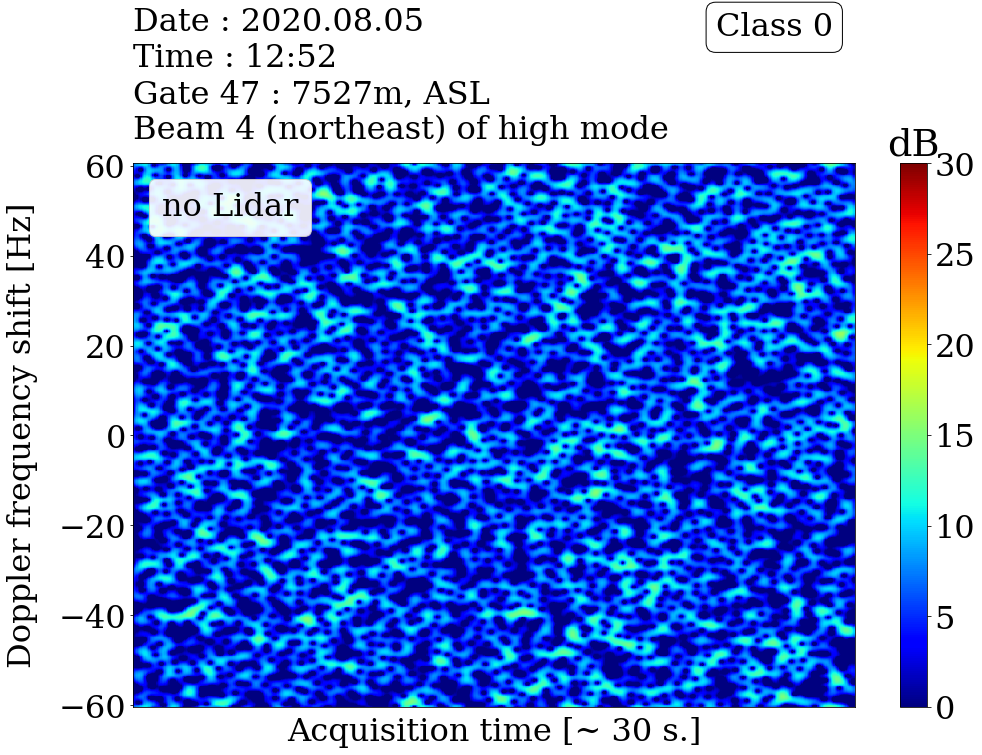 Date : 2020.08.05
Class 0
Time : 12:52
Gate 47 : 7527m, ASL
Beam 4 (northeast) of high mode
dB
no Lidar
Doppler frequency shift [Hz]
60
40
20
0
−20
−40
−60
30
25
20
15
10
5
0
Acquisition time [~ 30 s.]